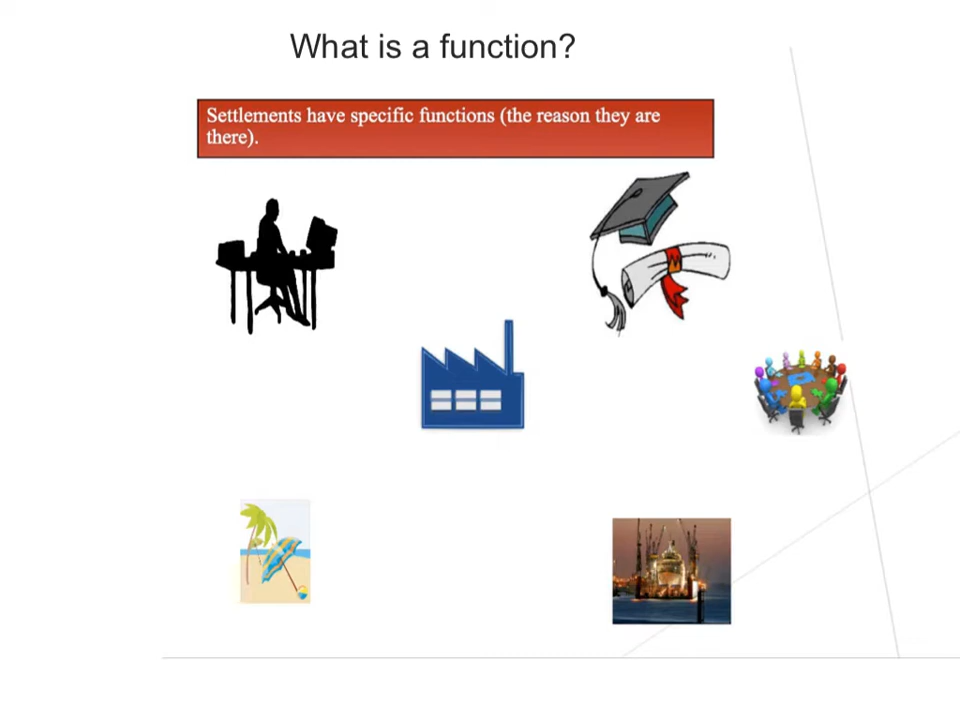 What is a function?
Settlements have specific functions (the reason they are
there).